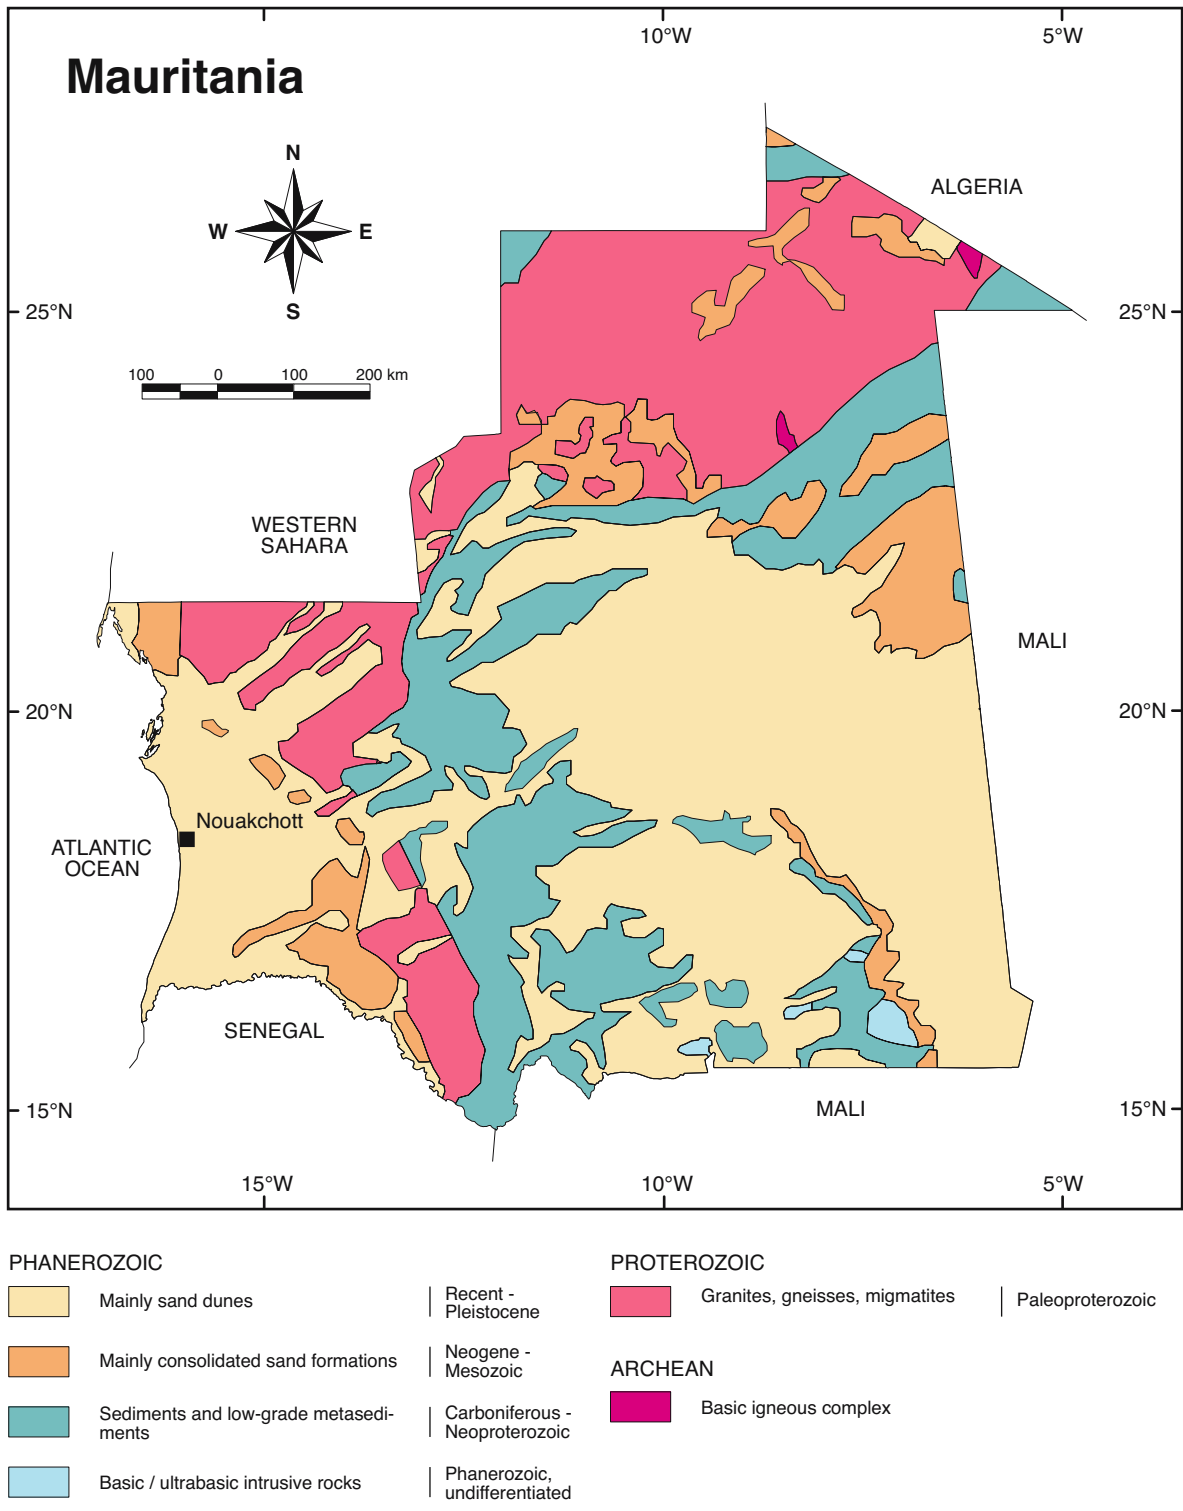 10°W
5°W
Mauritania
N
W
E
S
ALGERIA
25°N
25°N
100
0
100
200 km
WESTERN
SAHARA
MALI
20°N
20°N
Nouakchott
ATLANTIC
OCEAN
SENEGAL
MALI
15°N
15°N
15°W
10°W
5°W
PHANEROZOIC
Mainly sand dunes
Recent -
Pleistocene
Mainly consolidated sand formations
Neogene -
Mesozoic
Sediments and low-grade metasedi-
ments
Carboniferous -
Neoproterozoic
Basic / ultrabasic intrusive rocks
Phanerozoic,
undifferentiated
PROTEROZOIC
Granites, gneisses, migmatites
Paleoproterozoic
ARCHEAN
Basic igneous complex